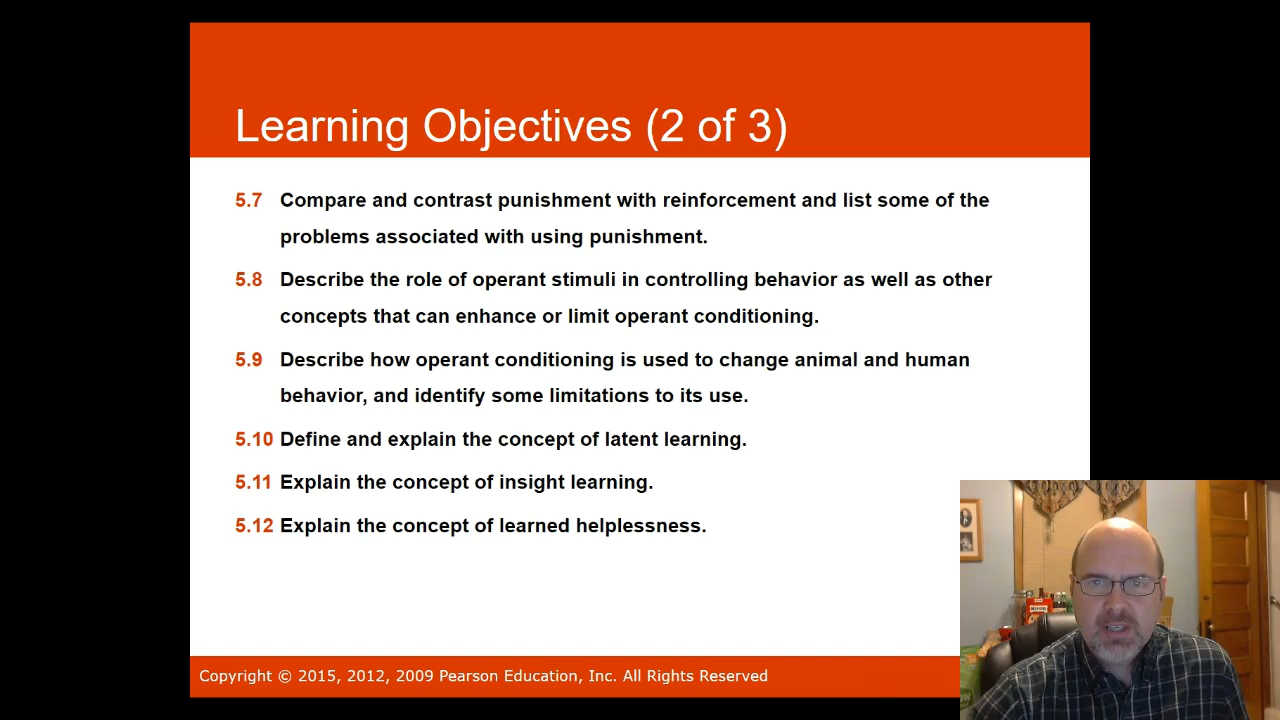 Learning Objectives (2 of 3)
5.7 Compare and contrast punishment with reinforcement and list some of the
problems associated with using punishment.
5.8 Describe the role of operant stimuli in controlling behavior as well as other
concepts that can enhance or limit operant conditioning.
5.9 Describe how operant conditioning is used to change animal and human
behavior, and identify some limitations to its use.
5.10 Define and explain the concept of latent learning.
5.11 Explain the concept of insight learning.
5.12 Explain the concept of learned helplessness.
Copyright © 2015, 2012, 2009 Pearson Education, Inc. All Rights Reserved